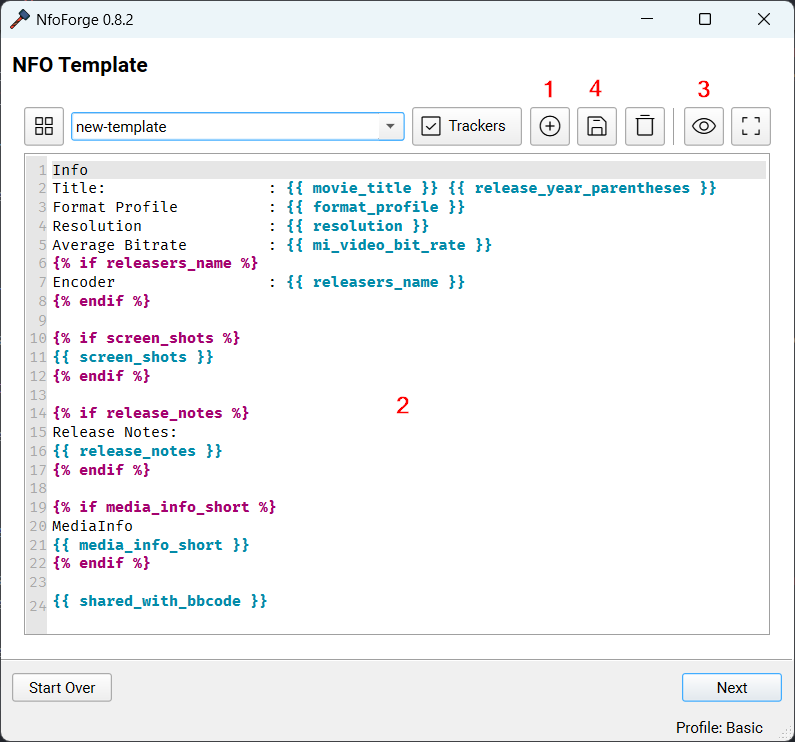 NfoForge 0.8.2
NFO Template
1 4 3
new-template Trackers
1 Info
2 Title: : {{ movie_title }} {{ release_year_parentheses }}
3 Format Profile : {{ format_profile }}
4 Resolution : {{ resolution }}
5 Average Bitrate : {{ mi_video_bit_rate }}
6 {% if releasers_name %}
7 Encoder : {{ releasers_name }}
8 {% endif %}
9
10 {% if screen_shots %}
11 {{ screen_shots }}
12 {% endif %}
13
2
14 {% if release_notes %}
15 Release Notes:
16 {{ release_notes }}
17 {% endif %}
18
19 {% if media_info_short %}
20 MediaInfo
21 {{ media_info_short }}
22 {% endif %}
23
24 {{ shared_with_bbcode }}
Start Over Next
Profile: Basic